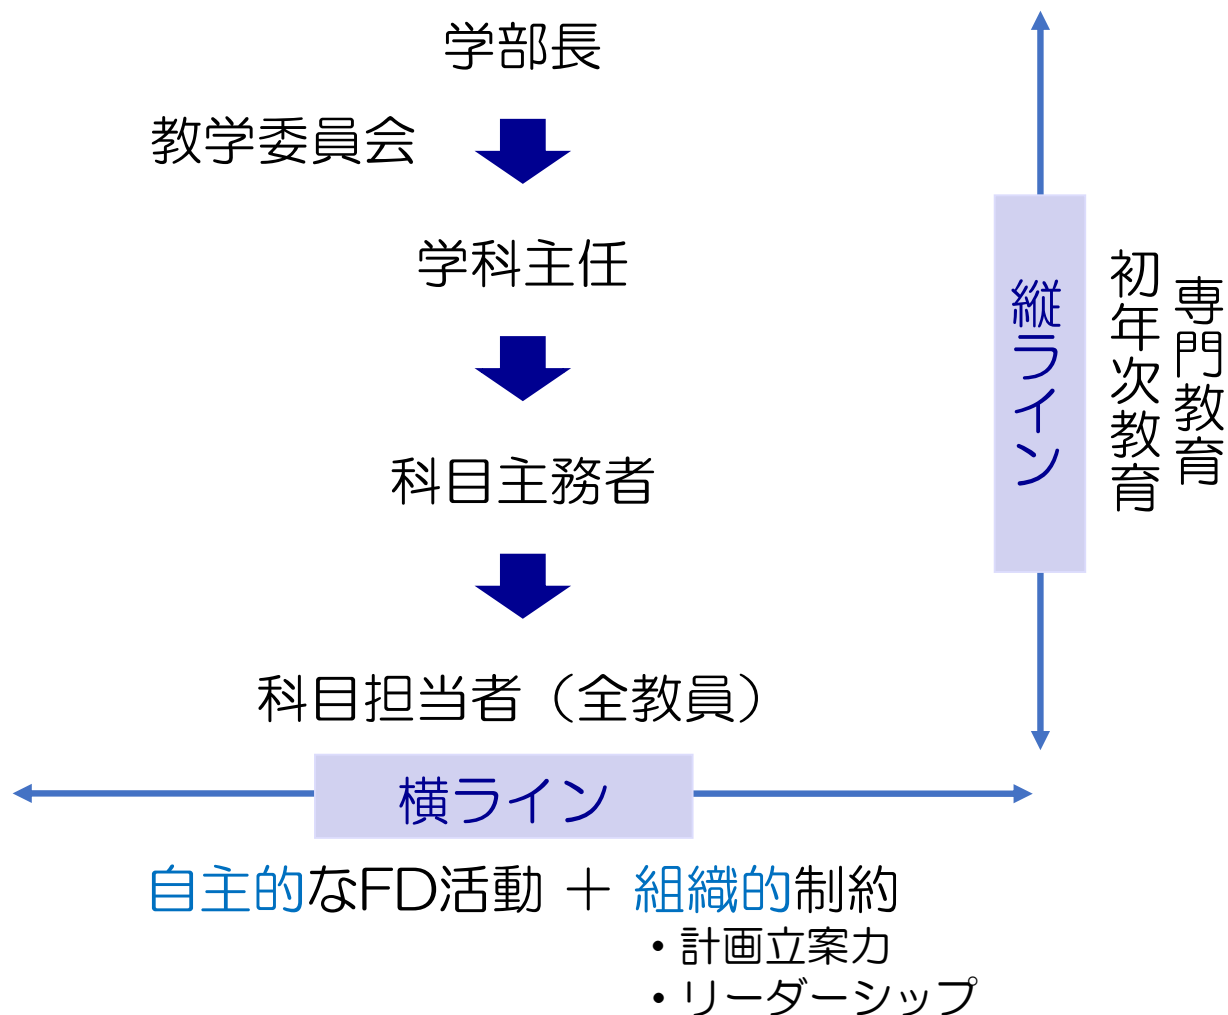 学部長
教学委員会
学科主任
科目主務者
科目担当者（全教員）
縦ライン
専門教育
初年次教育
横ライン
自主的なFD活動 ＋ 組織的制約
・計画立案力
・リーダーシップ